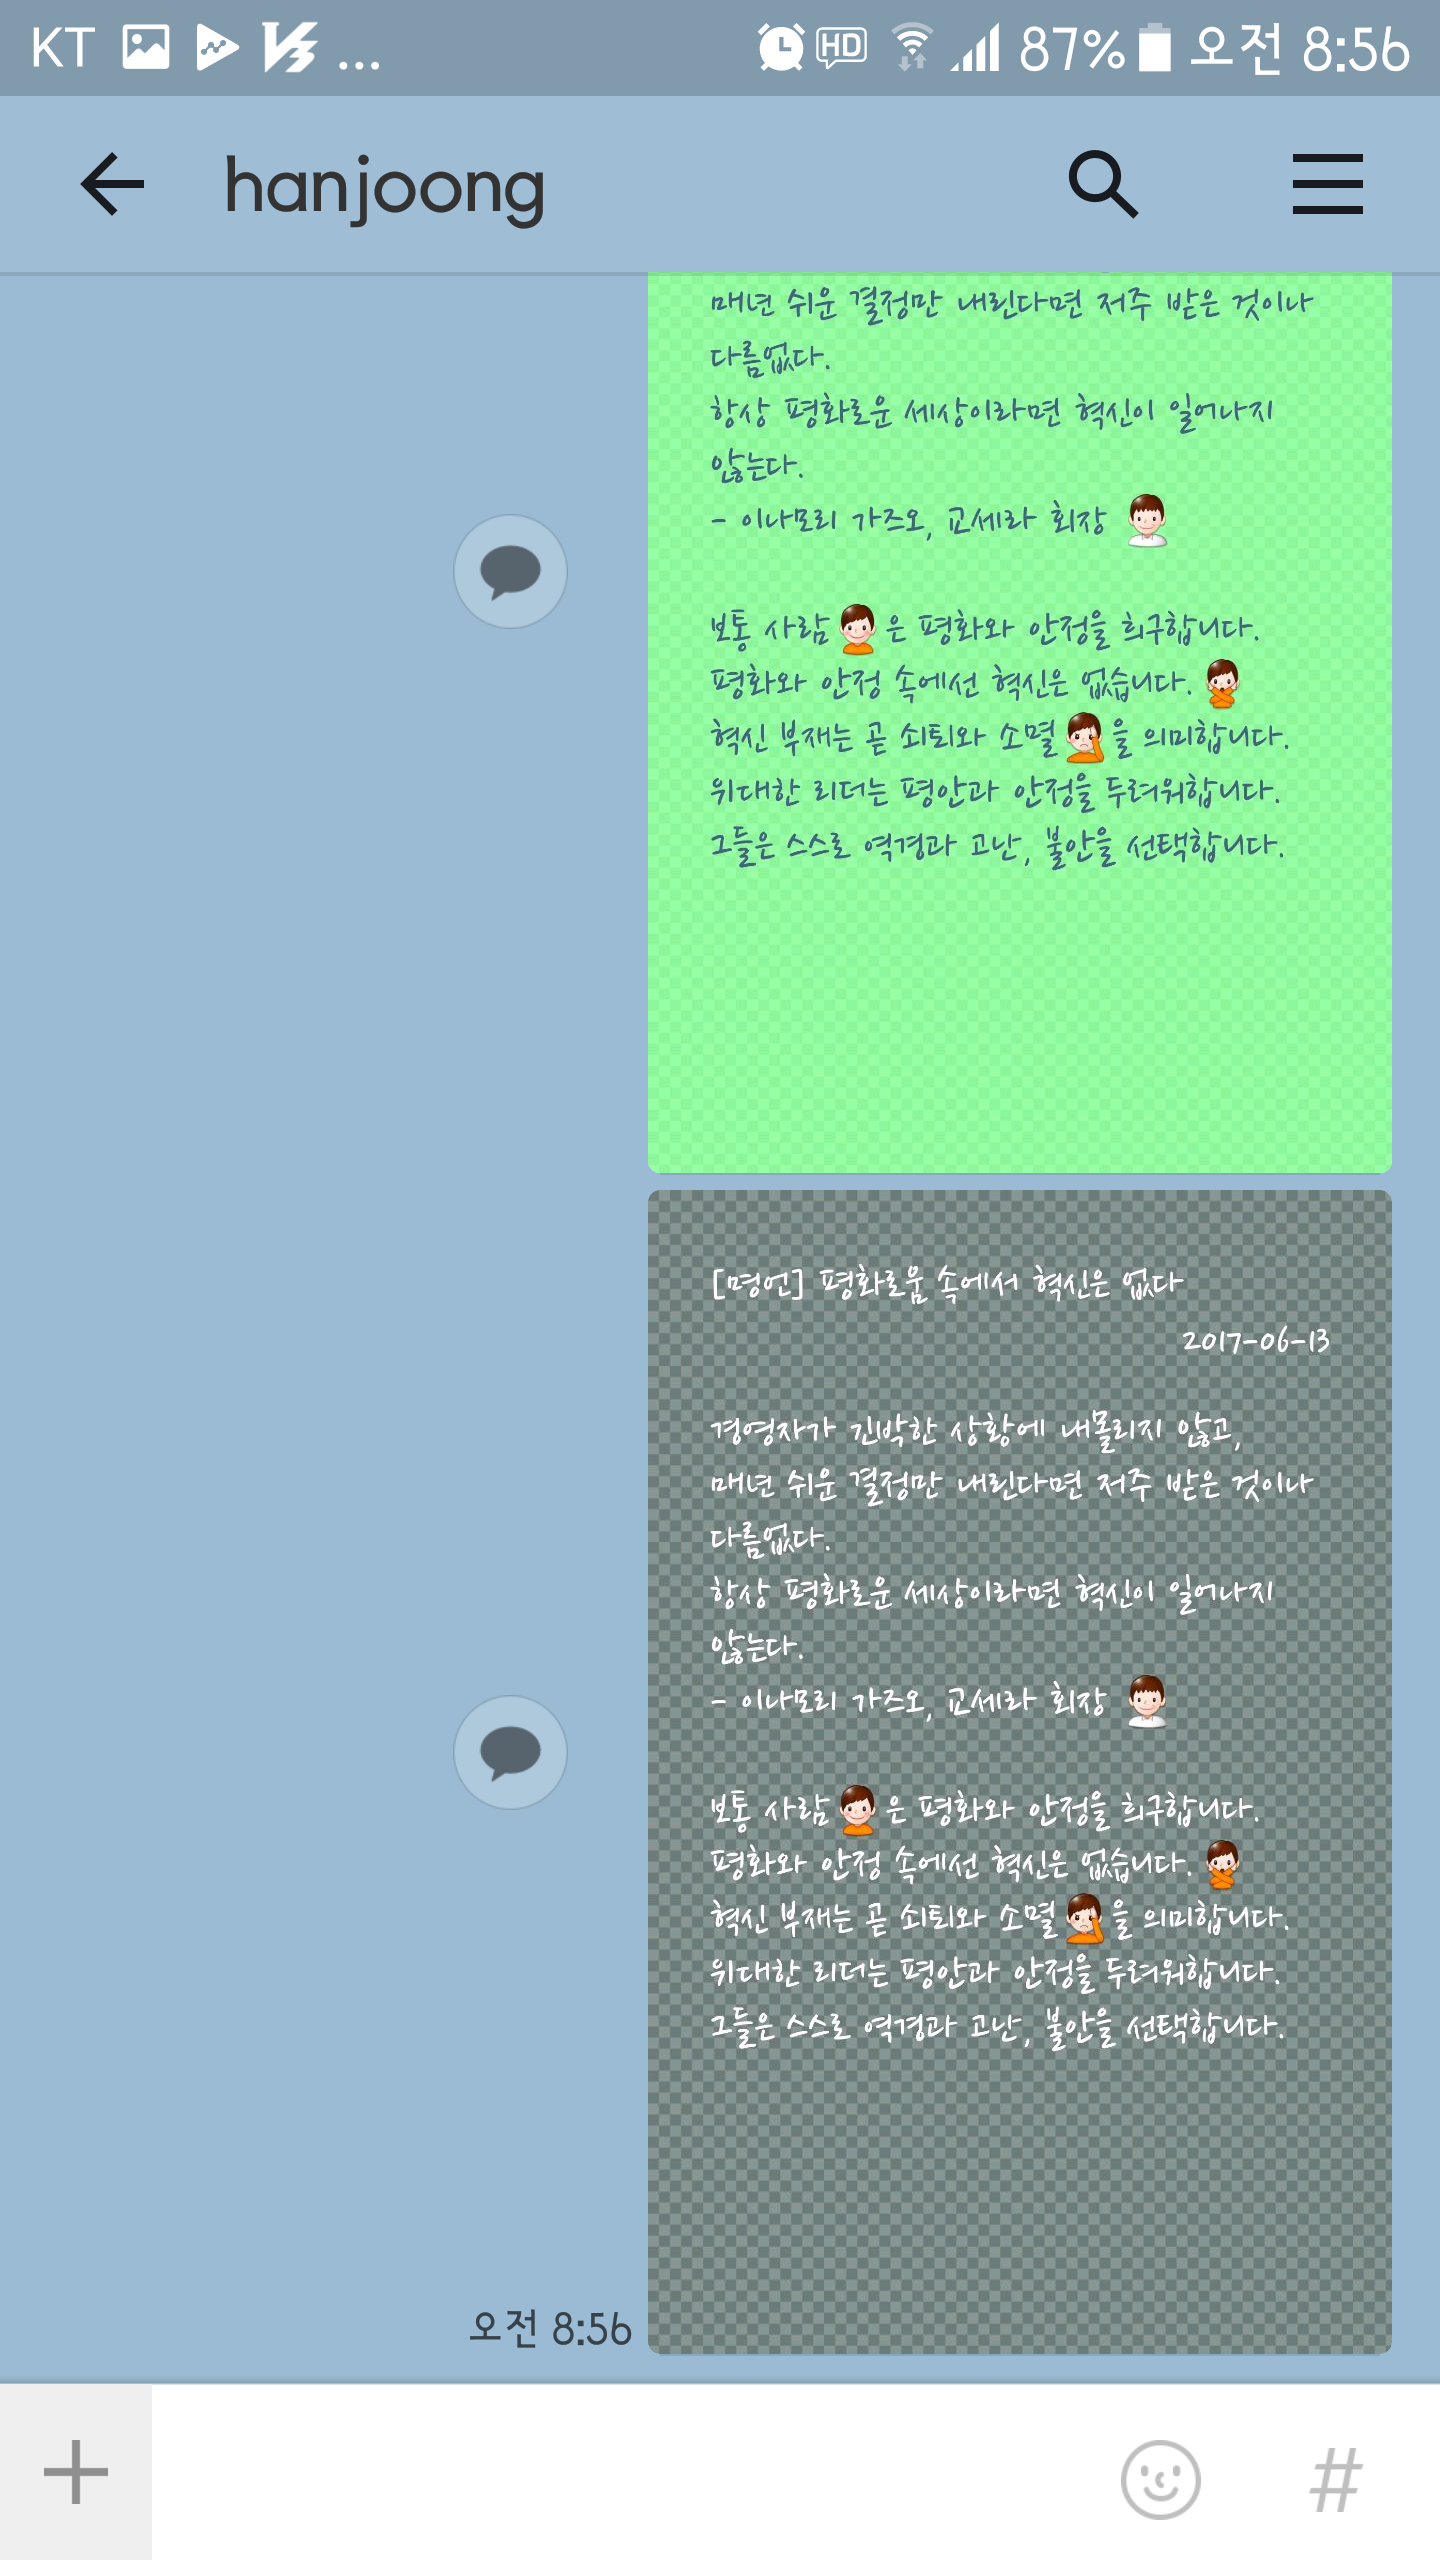 KT ... HD 87% 오전 8:56
hanjoong
매년 쉬운 결정만 내린다면 저주 받은 것이나
다름없다.
항상 평화로운 세상이라면 혁신이 일어나지
않는다.
- 이나모리 가즈오, 교세라 회장
보통 사람은 평화와 안정을 희구합니다.
평화와 안정 속에선 혁신은 없습니다.
혁신 부재는 곧 쇠퇴와 소멸을 의미합니다.
위대한 리더는 평안과 안정을 두려워합니다.
그들은 스스로 역경과 고난, 불안을 선택합니다.
[명언] 평화로움 속에서 혁신은 없다
2017-06-13
경영자가 긴박한 상황에 내몰리지 않고,
매년 쉬운 결정만 내린다면 저주 받은 것이나
다름없다.
항상 평화로운 세상이라면 혁신이 일어나지
않는다.
- 이나모리 가즈오, 교세라 회장
보통 사람은 평화와 안정을 희구합니다.
평화와 안정 속에선 혁신은 없습니다.
혁신 부재는 곧 쇠퇴와 소멸을 의미합니다.
위대한 리더는 평안과 안정을 두려워합니다.
그들은 스스로 역경과 고난, 불안을 선택합니다.
오전 8:56
#